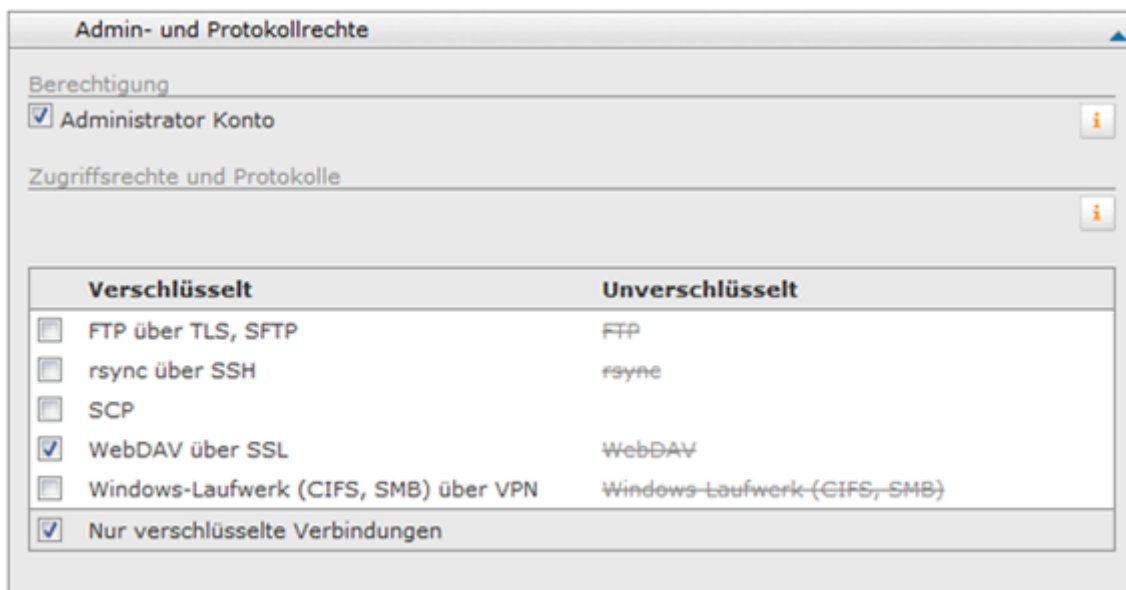 Admin- und Protokollrechte
Berechtigung
Administrator Konto
i
Zugriffsrechte und Protokolle
i
Verschlüsselt Unverschlüsselt
FTP über TLS, SFTP FTP
rsync über SSH rsync
SCP
WebDAV über SSL WebDAV
Windows-Laufwerk (CIFS, SMB) über VPN Windows-Laufwerk (CIFS, SMB)
Nur verschlüsselte Verbindungen